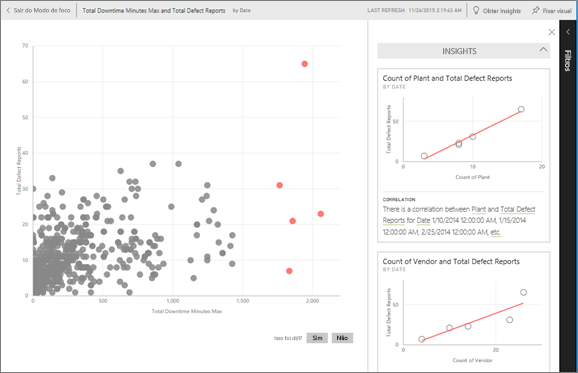 Sair do Modo de foco
Total Downtime Minutes Max and Total Defect Reports by Date
LAST REFRESH: 11/24/2015 2:19:43 AM
Obter Insights
Fixar visual
Filtros
INSIGHTS
Total Defect Reports
70
60
50
40
30
20
10
0
0
500
1,000
1,500
2,000
Total Downtime Minutes Max
Isso foi útil?
Sim
Não
Count of Plant and Total Defect Reports
BY DATE
Total Defect Reports
50
0
0
10
20
Count of Plant
CORRELATION
There is a correlation between Plant and Total Defect
Reports for Date 1/10/2014 12:00:00 AM, 1/15/2014
12:00:00 AM, 2/25/2014 12:00:00 AM, etc.
Count of Vendor and Total Defect Reports
BY DATE
Total Defect Reports
50
0
0
20
Count of Vendor